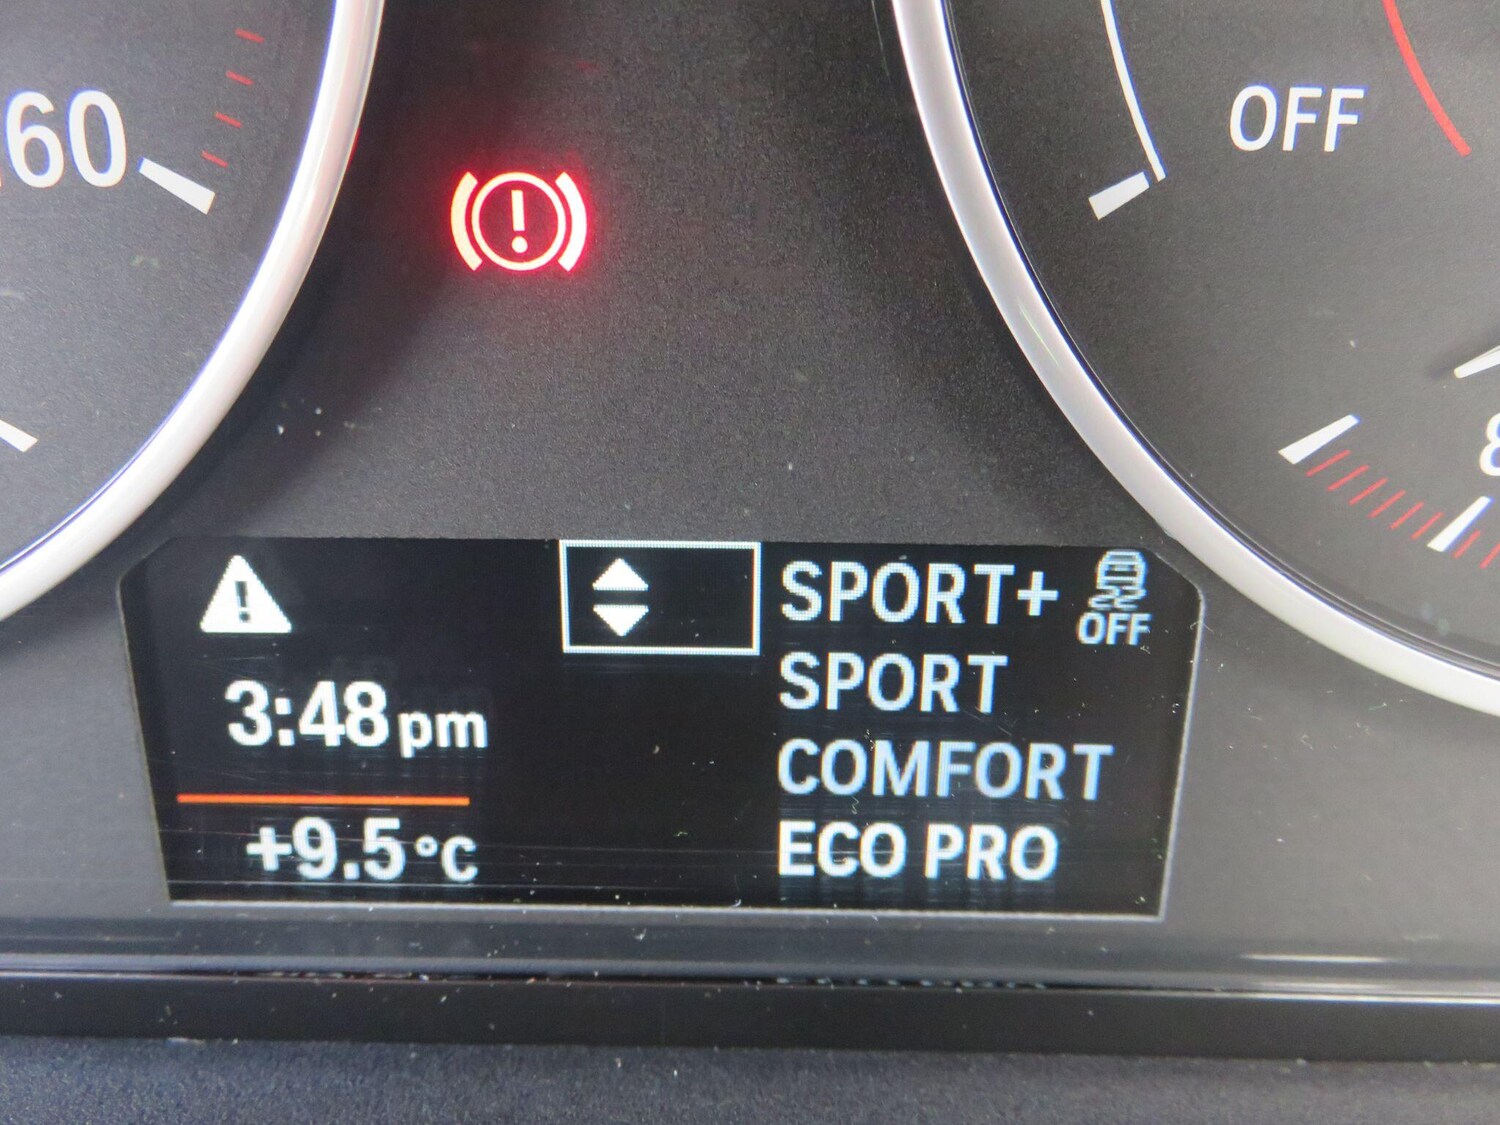 60
OFF
SPORT+
OFF
SPORT
3:48pm
COMFORT
+9.5°C
ECO PRO